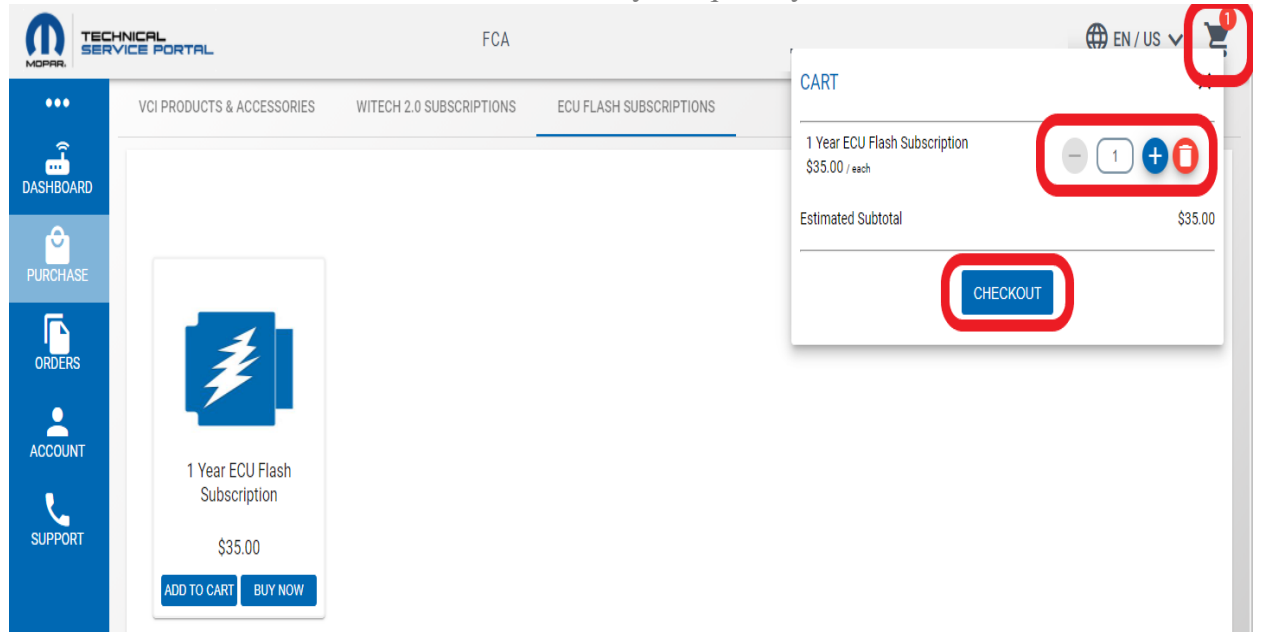 MOPAR.
TECHNICAL
SERVICE PORTAL
FCA
EN / US
1
DASHBOARD
PURCHASE
ORDERS
ACCOUNT
SUPPORT
VCI PRODUCTS & ACCESSORIES
WITECH 2.0 SUBSCRIPTIONS
ECU FLASH SUBSCRIPTIONS
1 Year ECU Flash
Subscription
$35.00
ADD TO CART
BUY NOW
CART
1 Year ECU Flash Subscription
$35.00 / each
1
Estimated Subtotal
$35.00
CHECKOUT